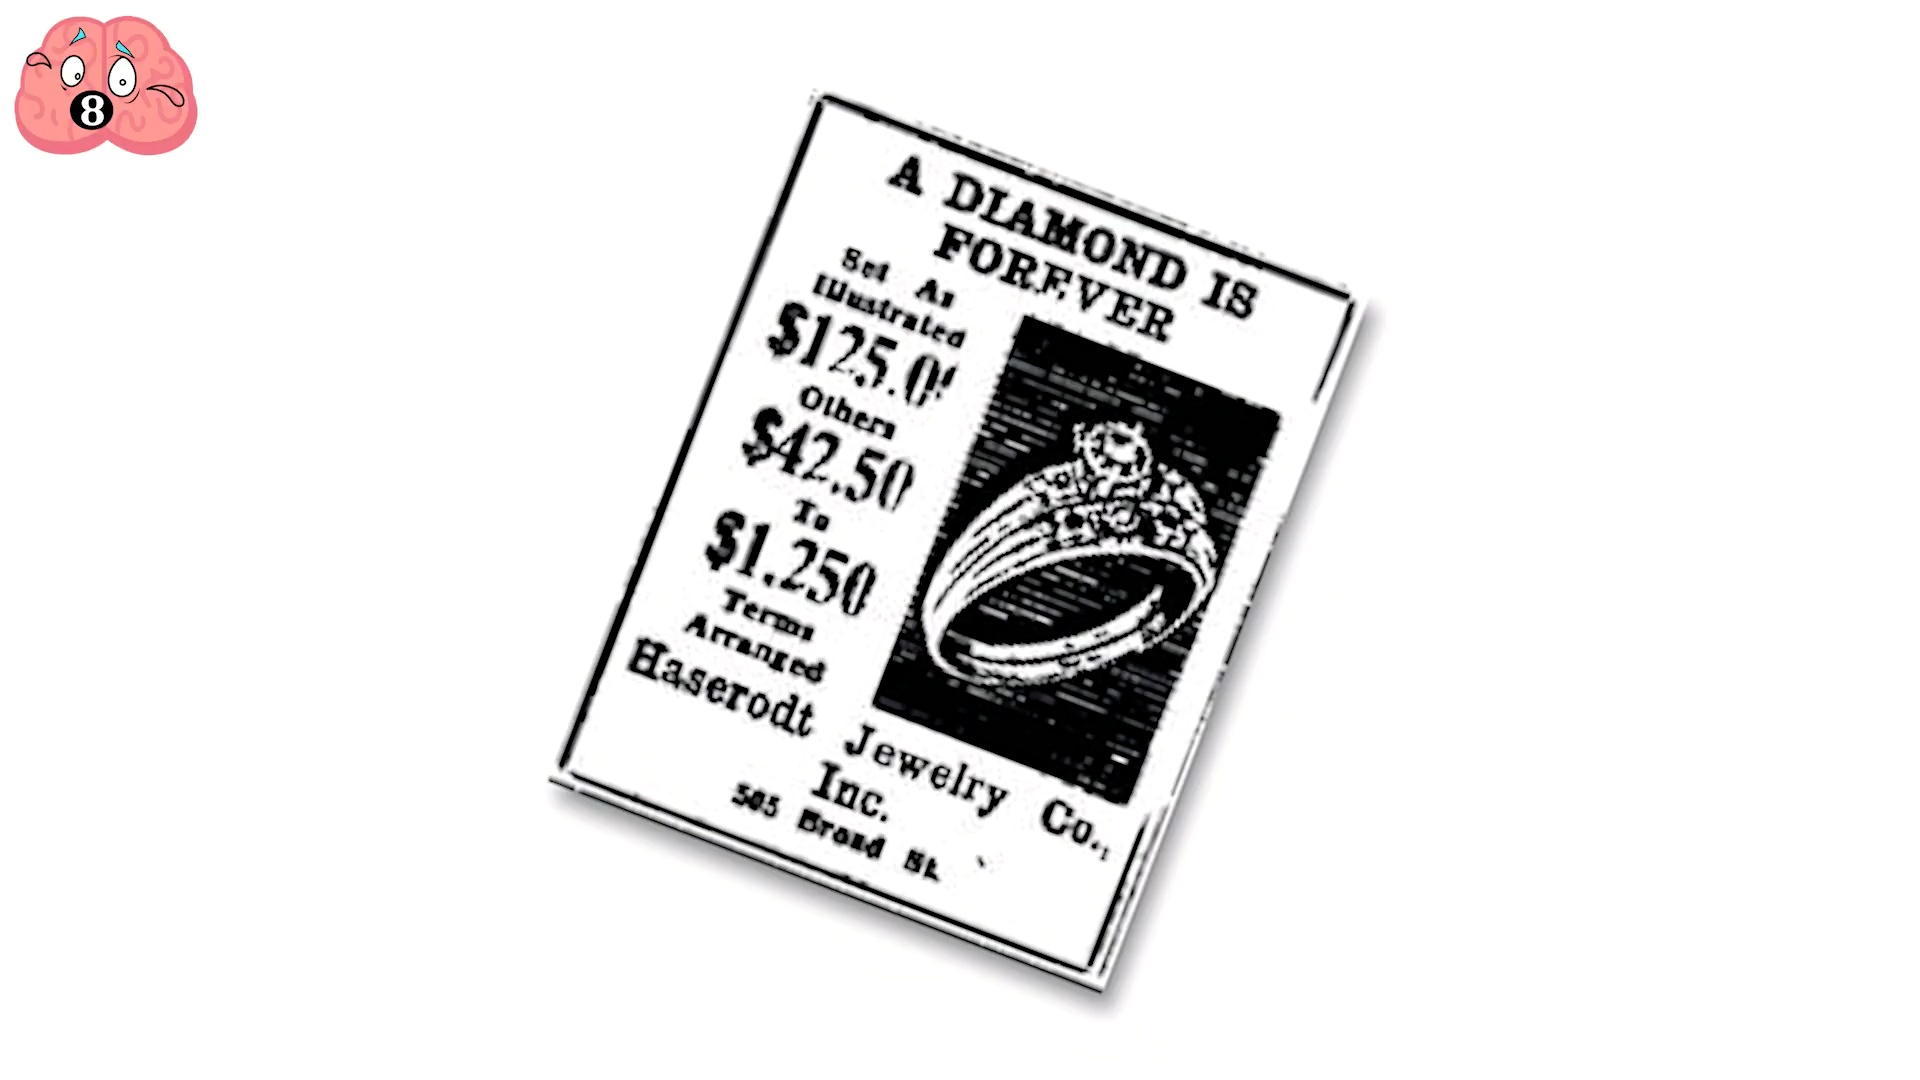 8
A DIAMOND IS
FOREVER
Set As
Illustrated
$125.0
Others
$42.50
To
$1.250
Terms
Arranged
Haserodt Jewelry Co.,
Inc.
505 Broad St.